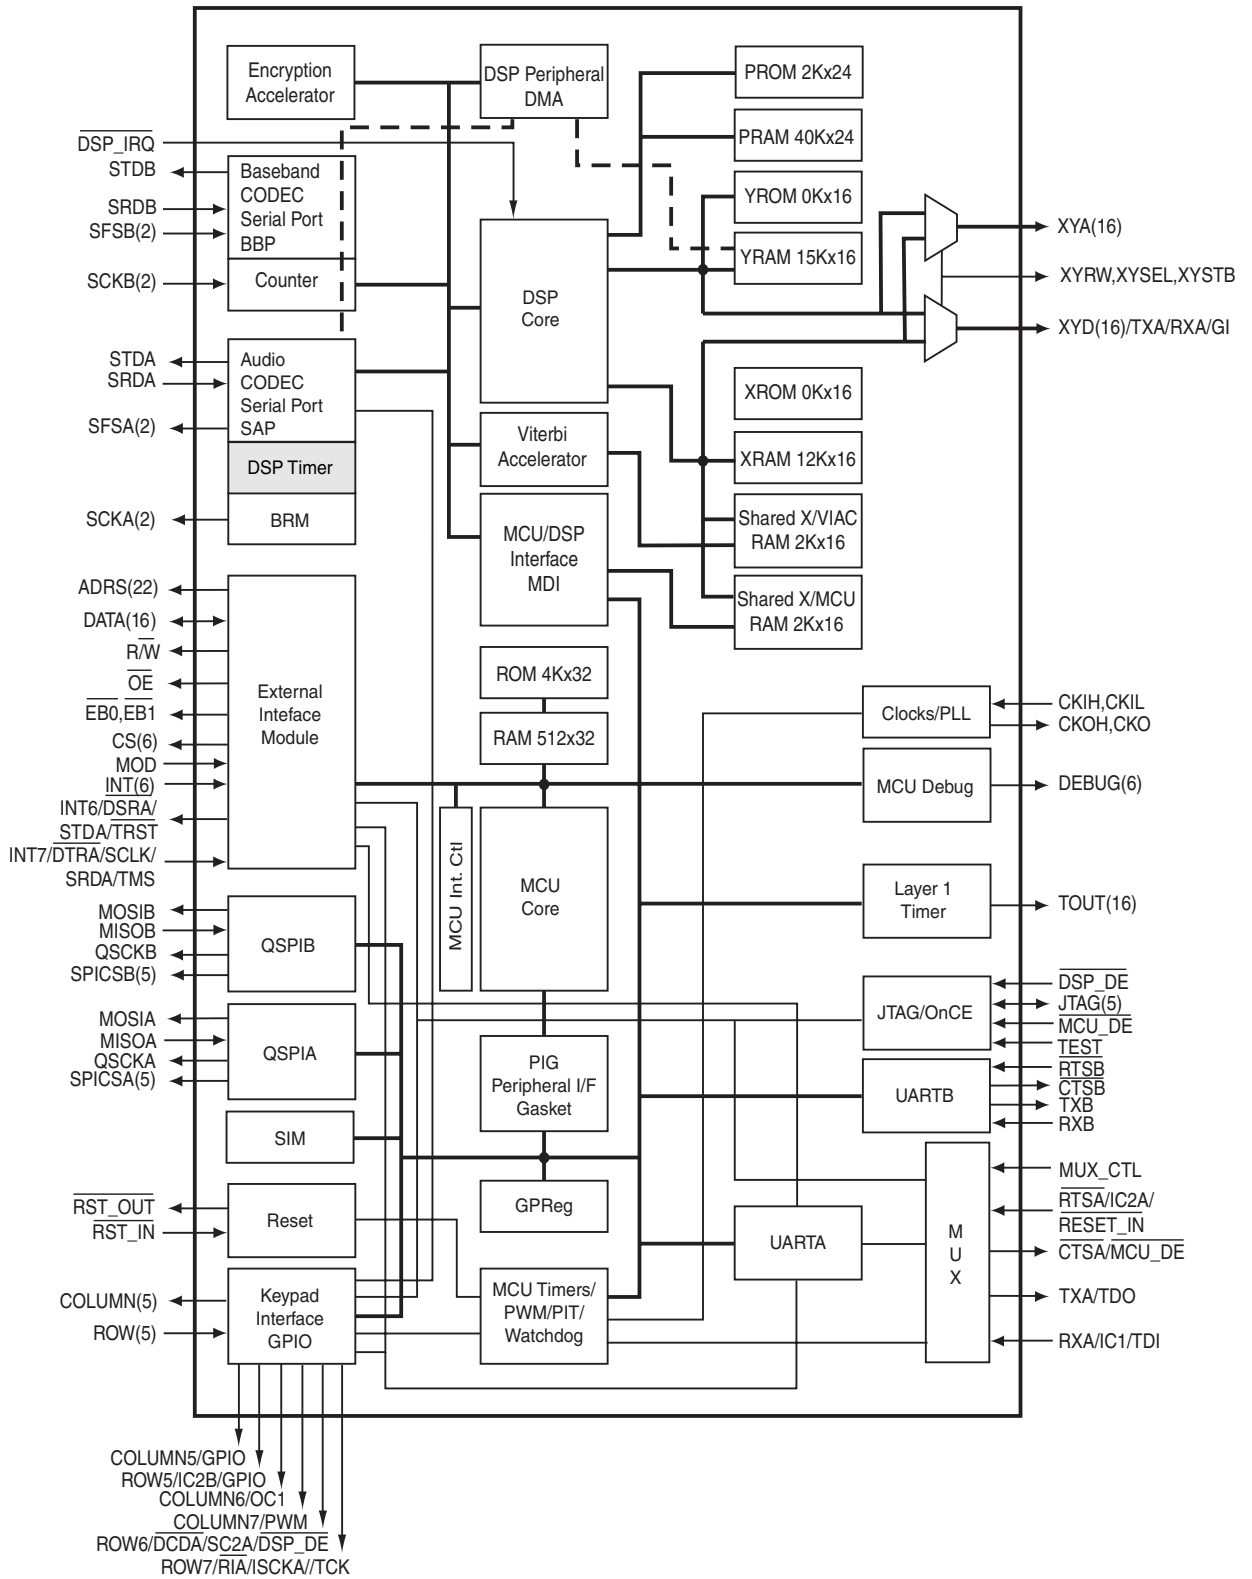 Encryption
Accelerator
DSP Peripheral
DMA
PROM 2Kx24
PRAM 40Kx24
YROM 0Kx16
YRAM 15Kx16
DSP_IRQ
STDB
SRDB
SFSB(2)
SCKB(2)
Baseband
CODEC
Serial Port
BBP
Counter
DSP
Core
XYA(16)
XYRW,XYSEL,XYSTB
XYD(16)/TXA/RXA/GI
STDA
SRDA
SFSA(2)
SCKA(2)
Audio
CODEC
Serial Port
SAP
DSP Timer
BRM
Viterbi
Accelerator
MCU/DSP
Interface
MDI
XROM 0Kx16
XRAM 12Kx16
Shared X/VIAC
RAM 2Kx16
Shared X/MCU
RAM 2Kx16
ADRS(22)
DATA(16)
R/W
OE
EB0,EB1
CS(6)
MOD
INT(6)
INT6/DSRA/
STDA/TRST
INT7/DTRA/SCLK/
SRDA/TMS
External
Inteface
Module
ROM 4Kx32
RAM 512x32
MCU Int. Ctl
MCU
Core
Clocks/PLL
CKIH,CKIL
CKOH,CKO
MCU Debug
DEBUG(6)
Layer 1
Timer
TOUT(16)
MOSIB
MISOB
QSCKB
SPICSB(5)
QSPIB
MOSIA
MISOA
QSCKA
SPICSA(5)
QSPIA
PIG
Peripheral I/F
Gasket
JTAG/OnCE
DSP_DE
JTAG(5)
MCU_DE
TEST
UARTB
RTSB
CTSB
TXB
RXB
SIM
GPReg
RST_OUT
RST_IN
Reset
UARTA
MUX
MUX_CTL
RTSA/IC2A/
RESET_IN
CTSA/MCU_DE
TXA/TDO
RXA/IC1/TDI
COLUMN(5)
ROW(5)
Keypad
Interface
GPIO
MCU Timers/
PWM/PIT/
Watchdog
COLUMN5/GPIO
ROW5/IC2B/GPIO
COLUMN6/OC1
COLUMN7/PWM
ROW6/DCDA/SC2A/DSP_DE
ROW7/RIA/ISCKA//TCK